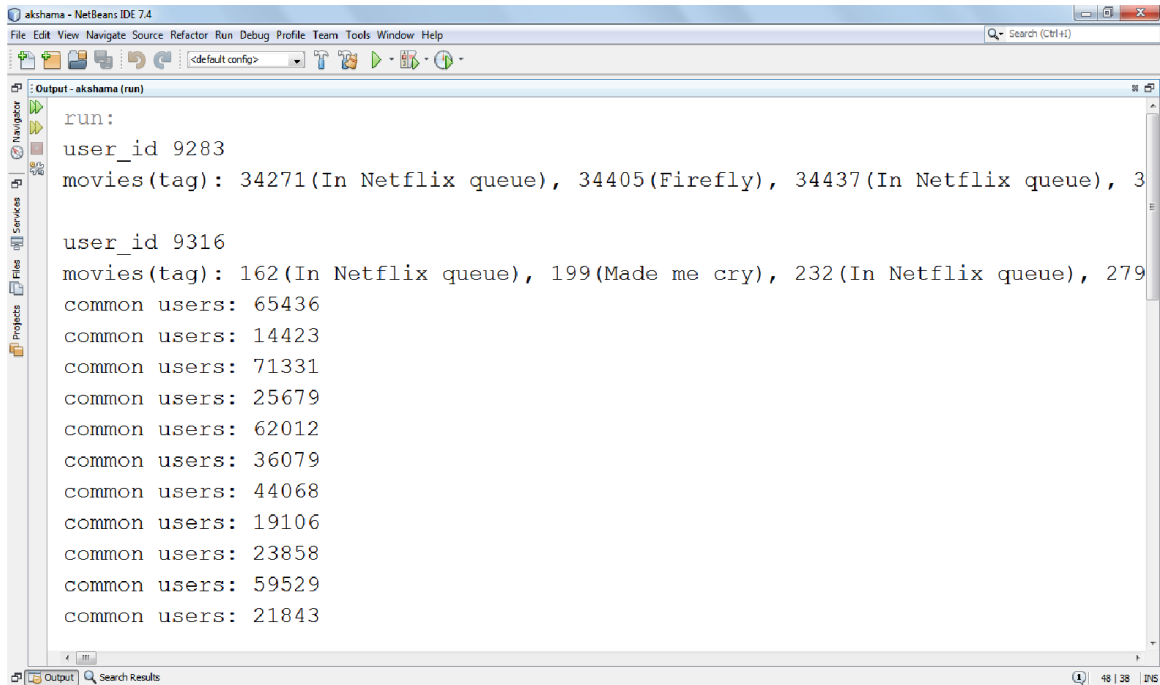 akshama - NetBeans IDE 7.4
File Edit View Navigate Source Refactor Run Debug Profile Team Tools Window Help
Search (Ctrl+I)
<default config>
Output - akshama (run)
Navigator
Services
Files
Projects
run:
user_id 9283
movies(tag): 34271(In Netflix queue), 34405(Firefly), 34437(In Netflix queue), 3
user_id 9316
movies(tag): 162(In Netflix queue), 199(Made me cry), 232(In Netflix queue), 279
common users: 65436
common users: 14423
common users: 71331
common users: 25679
common users: 62012
common users: 36079
common users: 44068
common users: 19106
common users: 23858
common users: 59529
common users: 21843
Output Search Results
1 48 | 38 INS